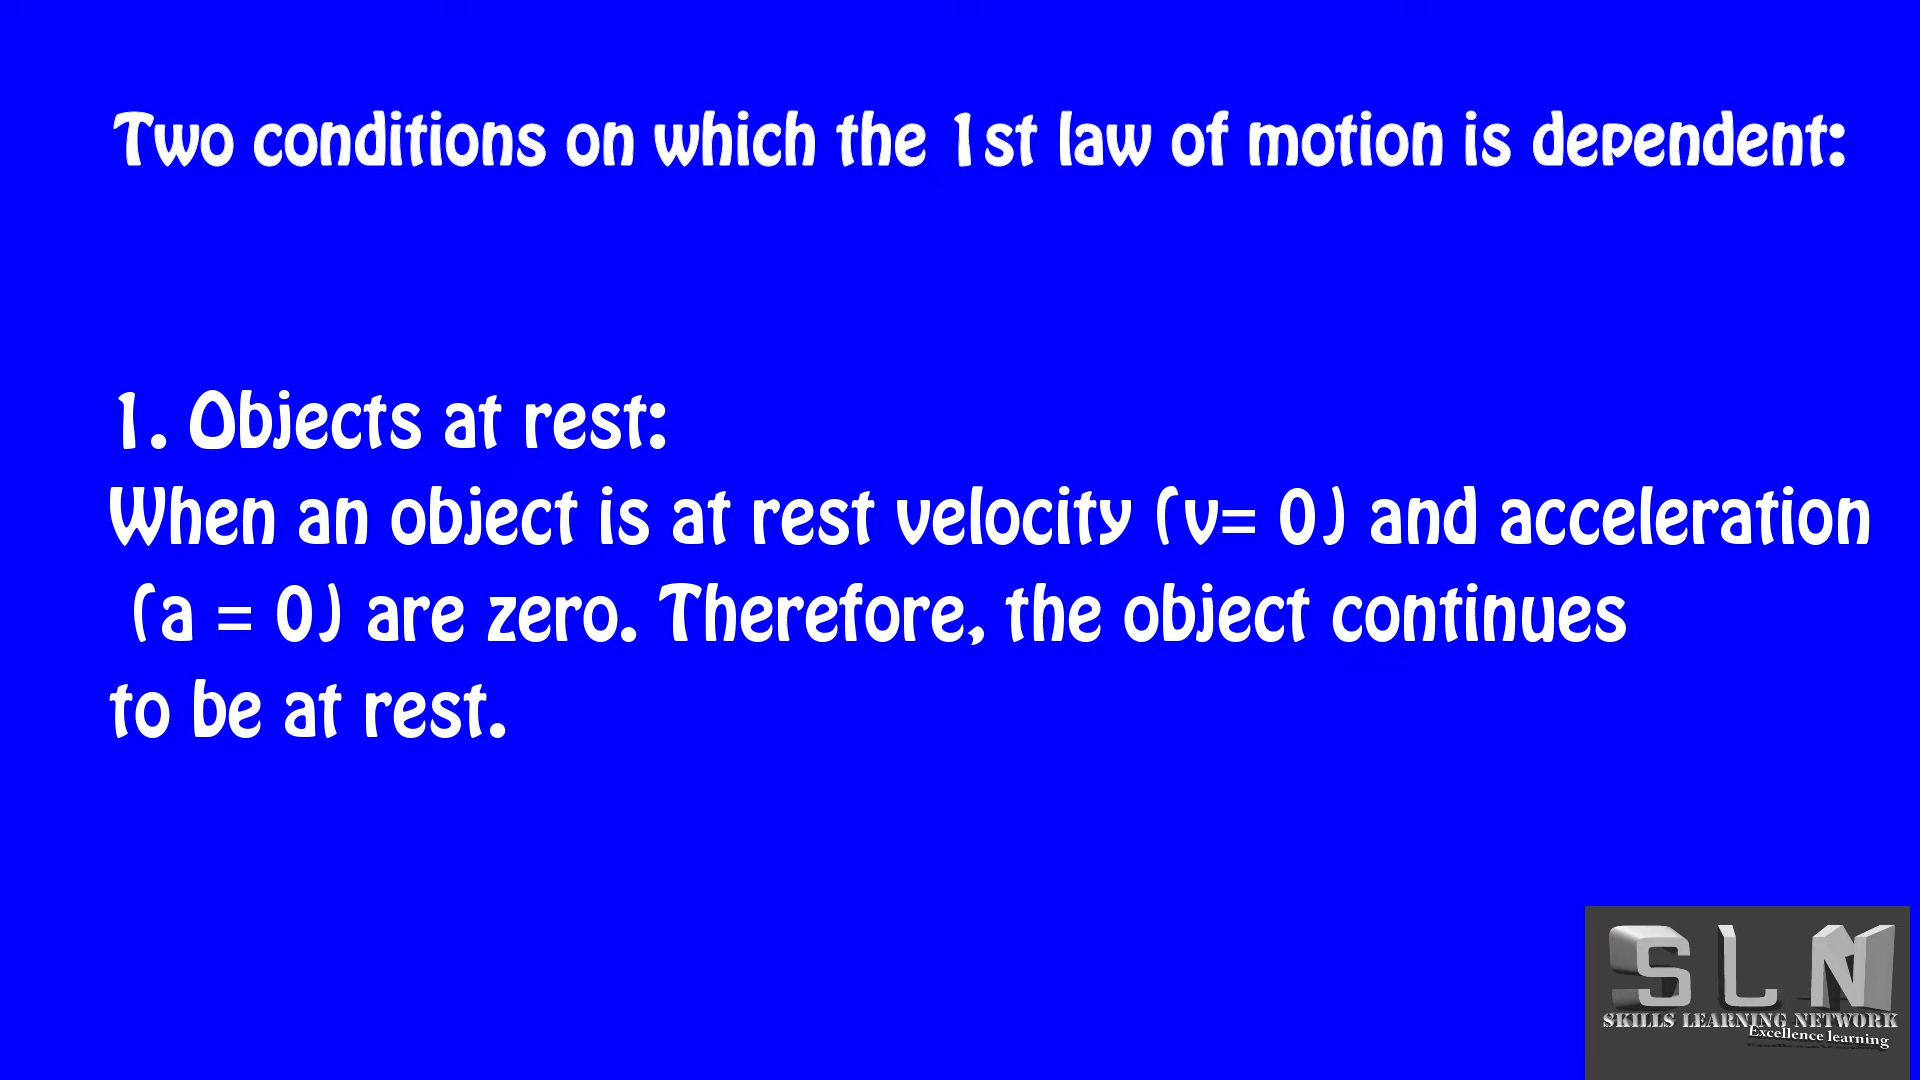 Two conditions on which the 1st law of motion is dependent:
1. Objects at rest:
When an object is at rest velocity (v= 0) and acceleration
(a = 0) are zero. Therefore, the object continues
to be at rest.
SLN
SKILLS LEARNING NETWORK
Excellence learning